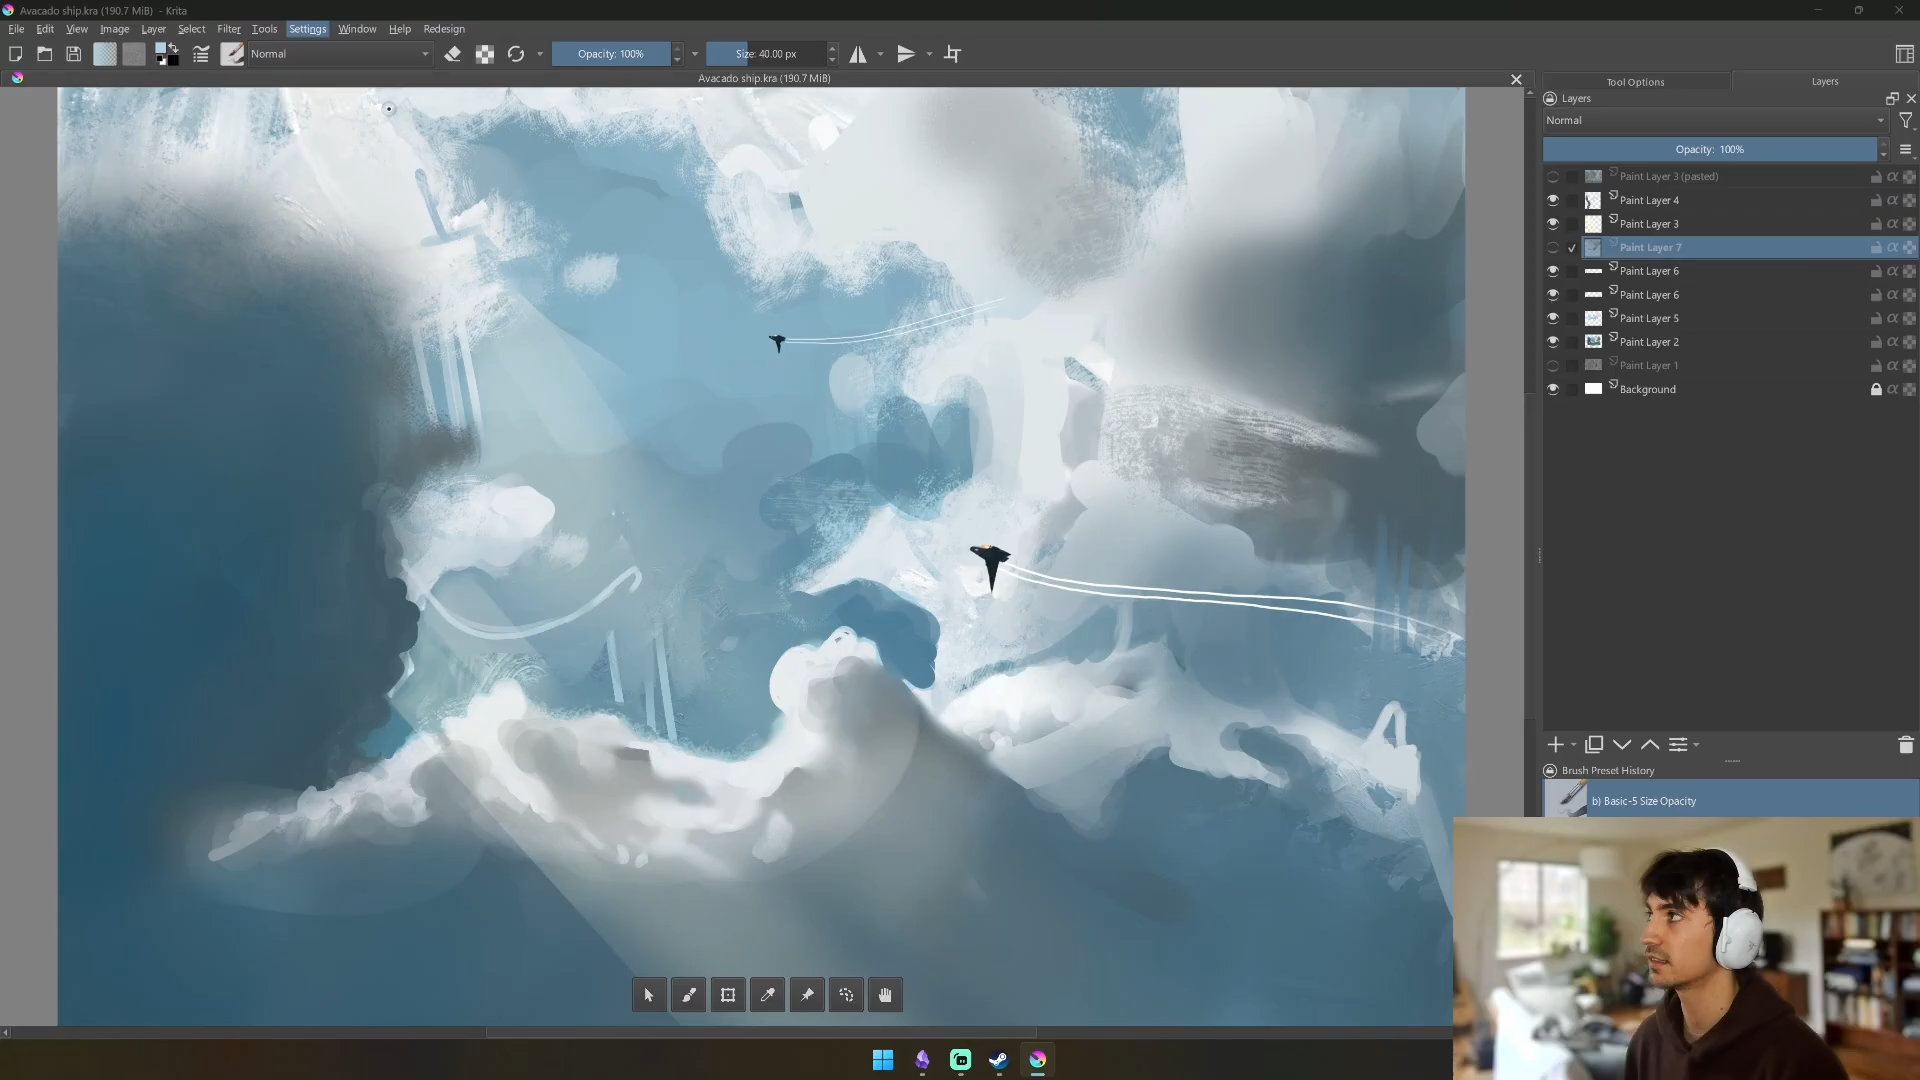 Avacado ship.kra (190.7 MiB)  - Krita
File Edit View Image Layer Select Filter Tools Settings Window Help Redesign
Normal Opacity: 100% Size: 40.00 px
Avacado ship.kra (190.7 MiB)
Tool Options Layers
Layers
Normal
Opacity: 100%
Paint Layer 3 (pasted)
Paint Layer 4
Paint Layer 3
Paint Layer 7
Paint Layer 6
Paint Layer 6
Paint Layer 5
Paint Layer 2
Paint Layer 1
Background
Brush Preset History
b) Basic-5 Size Opacity